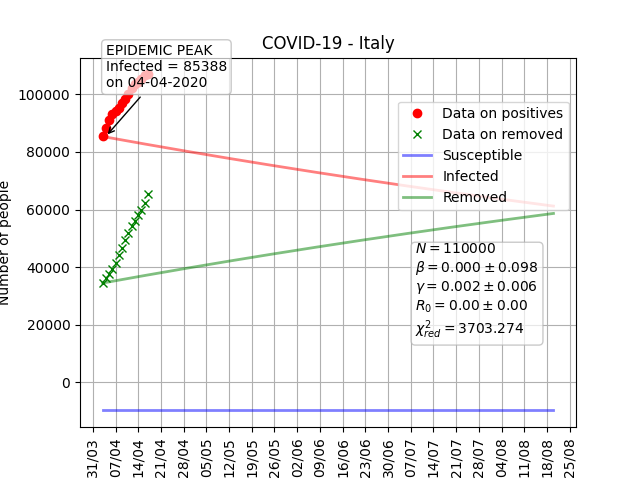 COVID-19 - Italy
EPIDEMIC PEAK
Infected = 85388
on 04-04-2020
Number of people
100000
80000
60000
40000
20000
0
Data on positives
Data on removed
Susceptible
Infected
Removed
N = 110000
β = 0.000 ± 0.098
γ = 0.002 ± 0.006
R₀ = 0.00 ± 0.00
χ²red = 3703.274
31/03
07/04
14/04
21/04
28/04
05/05
12/05
19/05
26/05
02/06
09/06
16/06
23/06
30/06
07/07
14/07
21/07
28/07
04/08
11/08
18/08
25/08